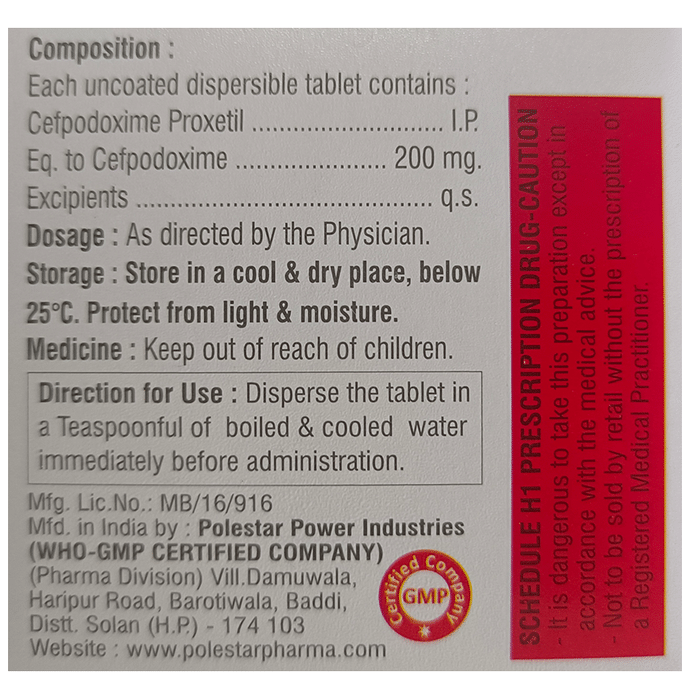 Composition :
Each uncoated dispersible tablet contains :
Cefpodoxime Proxetil ............................ I.P.
Eq. to Cefpodoxime ...................... 200 mg.
Excipients ........................................... q.s.
Dosage : As directed by the Physician.
Storage : Store in a cool & dry place, below
25°C. Protect from light & moisture.
Medicine : Keep out of reach of children.
Direction for Use : Disperse the tablet in
a Teaspoonful of boiled & cooled water
immediately before administration.
Mfg. Lic.No.: MB/16/916
Mfd. in India by : Polestar Power Industries
(WHO-GMP CERTIFIED COMPANY)
(Pharma Division) Vill.Damuwala,
Haripur Road, Barotiwala, Baddi,
Distt. Solan (H.P.) - 174 103
Website : www.polestarpharma.com
Certified Company
GMP
SCHEDULE H1 PRESCRIPTION DRUG-CAUTION
- It is dangerous to take this preparation except in
accordance with the medical advice.
- Not to be sold by retail without the prescription of
a Registered Medical Practitioner.